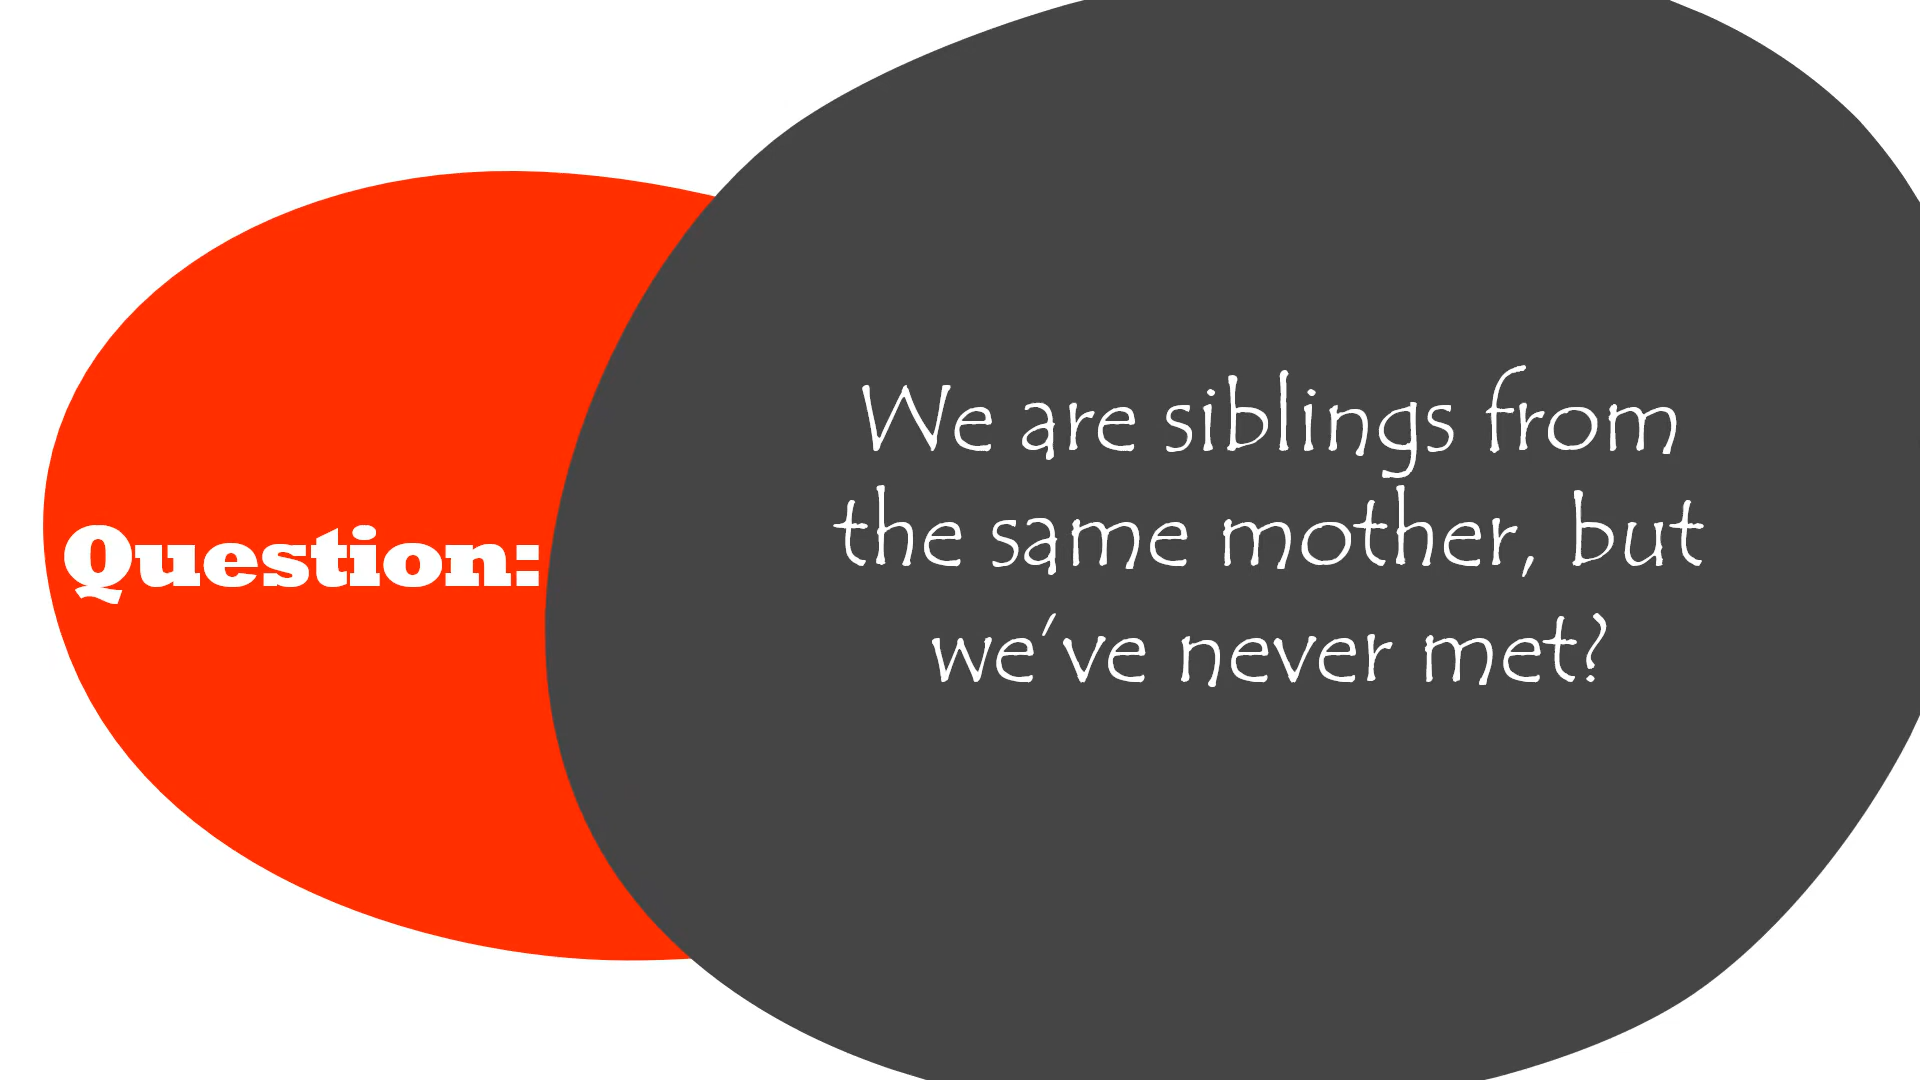 Question:
We are siblings from
the same mother, but
we've never met?